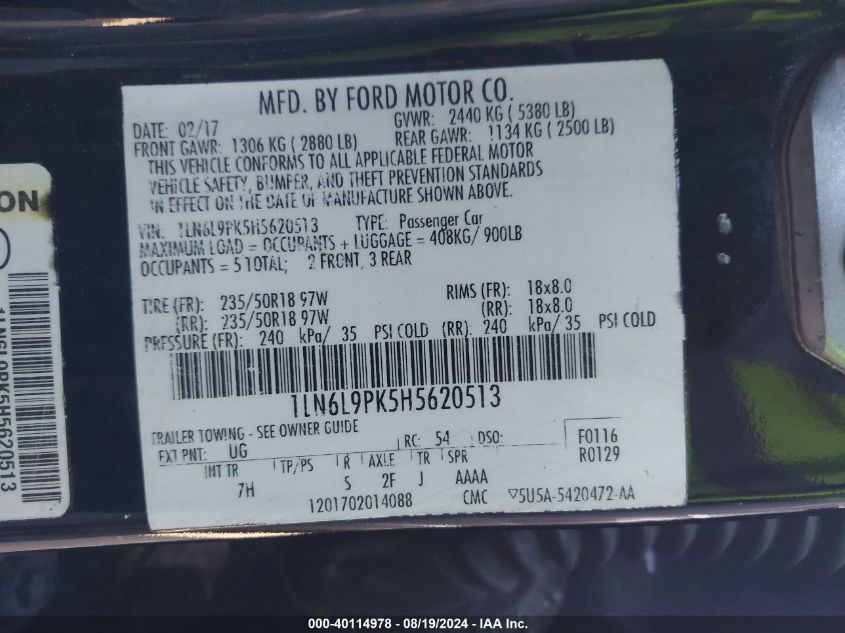 MFD. BY FORD MOTOR CO.
DATE: 02/17 GVWR: 2440 KG ( 5380 LB)
FRONT GAWR: 1306 KG ( 2880 LB) REAR GAWR: 1134 KG ( 2500 LB)
THIS VEHICLE CONFORMS TO ALL APPLICABLE FEDERAL MOTOR
VEHICLE SAFETY, BUMPER, AND THEFT PREVENTION STANDARDS
IN EFFECT ON THE DATE OF MANUFACTURE SHOWN ABOVE.
VIN: 1LN6L9PK5H5620513 TYPE: Passenger Car
MAXIMUM LOAD = OCCUPANTS + LUGGAGE = 408KG/ 900LB
OCCUPANTS = 5 TOTAL; 2 FRONT, 3 REAR
TIRE (FR): 235/50R18 97W RIMS (FR): 18x8.0
(RR): 235/50R18 97W (RR): 18x8.0
PRESSURE (FR): 240 kPa/ 35 PSI COLD (RR): 240 kPa/ 35 PSI COLD
1LN6L9PK5H5620513
TRAILER TOWING - SEE OWNER GUIDE
EXT PNT: UG RC: 54 DSO: F0116
R0129
INT TR TP/PS R AXLE TR SPR
7H S 2F J AAAA
1201702014088 CMC ▽5U5A-5420472-AA
ON
1LN6L9PK5H5620513
000-40114978 - 08/19/2024 - IAA Inc.